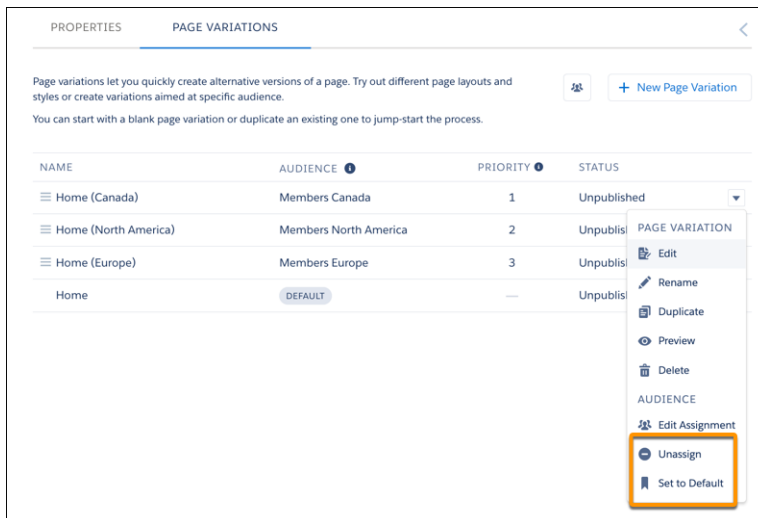 PROPERTIES PAGE VARIATIONS
Page variations let you quickly create alternative versions of a page. Try out different page layouts and
styles or create variations aimed at specific audience.
You can start with a blank page variation or duplicate an existing one to jump-start the process.
+ New Page Variation
NAME AUDIENCE PRIORITY STATUS
Home (Canada) Members Canada 1 Unpublished
Home (North America) Members North America 2 Unpublis
Home (Europe) Members Europe 3 Unpublis
Home DEFAULT — Unpublis
PAGE VARIATION
Edit
Rename
Duplicate
Preview
Delete
AUDIENCE
Edit Assignment
Unassign
Set to Default